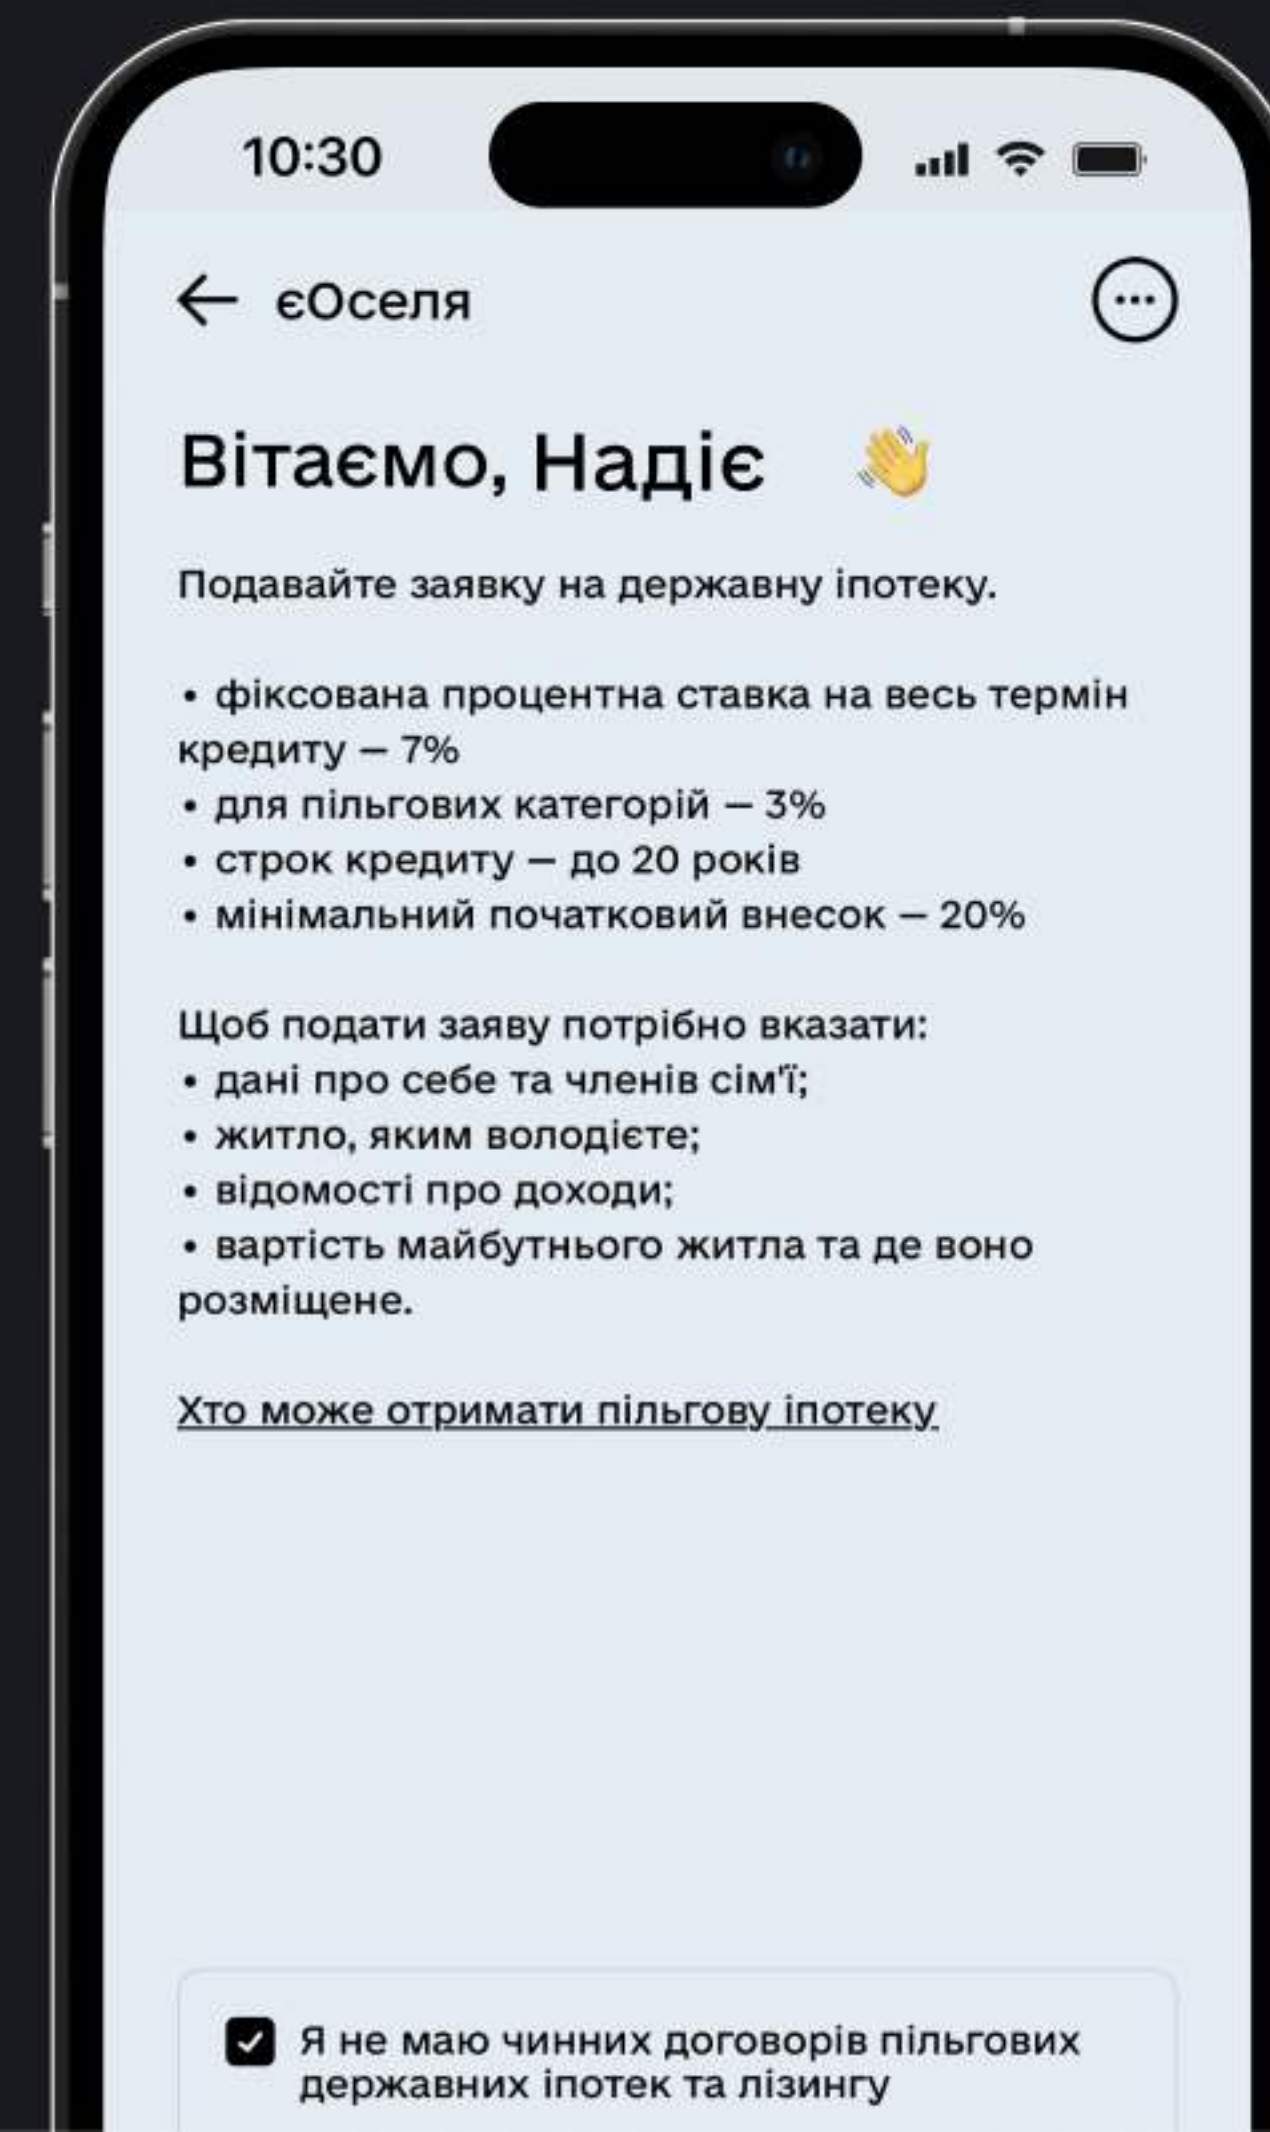 10:30
єОселя
Вітаємо, Надіє 👋
Подавайте заявку на державну іпотеку.
• фіксована процентна ставка на весь термін
кредиту — 7%
• для пільгових категорій — 3%
• строк кредиту — до 20 років
• мінімальний початковий внесок — 20%
Щоб подати заяву потрібно вказати:
• дані про себе та членів сім'ї;
• житло, яким володієте;
• відомості про доходи;
• вартість майбутнього житла та де воно
розміщене.
Хто може отримати пільгову іпотеку
Я не маю чинних договорів пільгових
державних іпотек та лізингу